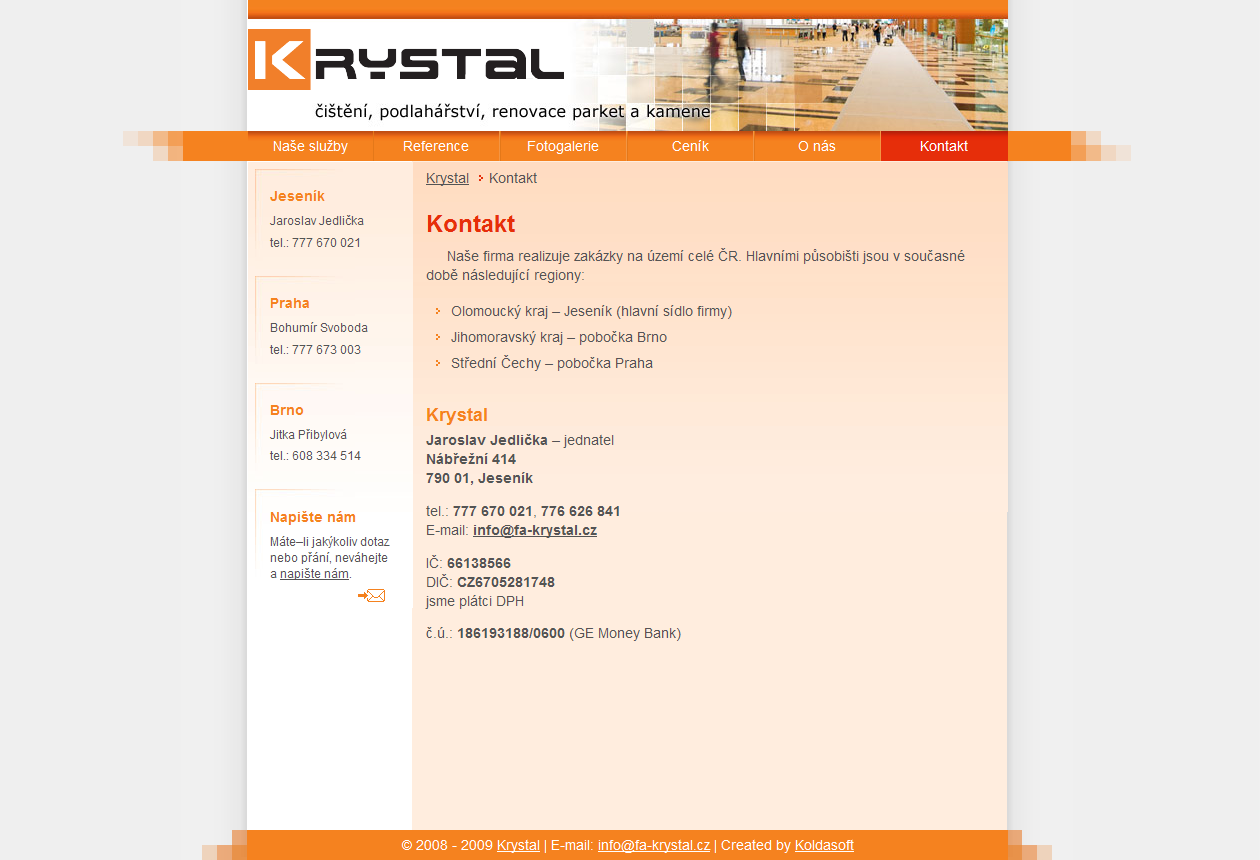 KRYSTAL
čištění, podlahářství, renovace parket a kamene
Naše služby
Reference
Fotogalerie
Ceník
O nás
Kontakt
Jeseník
Jaroslav Jedlička
tel.: 777 670 021
Praha
Bohumír Svoboda
tel.: 777 673 003
Brno
Jitka Přibylová
tel.: 608 334 514
Napište nám
Máte–li jakýkoliv dotaz
nebo přání, neváhejte
a napište nám.
Krystal Kontakt
Kontakt
Naše firma realizuje zakázky na území celé ČR. Hlavními působišti jsou v současné
době následující regiony:
Olomoucký kraj – Jeseník (hlavní sídlo firmy)
Jihomoravský kraj – pobočka Brno
Střední Čechy – pobočka Praha
Krystal
Jaroslav Jedlička – jednatel
Nábřežní 414
790 01, Jeseník
tel.: 777 670 021, 776 626 841
E-mail: info@fa-krystal.cz
IČ: 66138566
DIČ: CZ6705281748
jsme plátci DPH
č.ú.: 186193188/0600 (GE Money Bank)
© 2008 - 2009 Krystal | E-mail: info@fa-krystal.cz | Created by Koldasoft